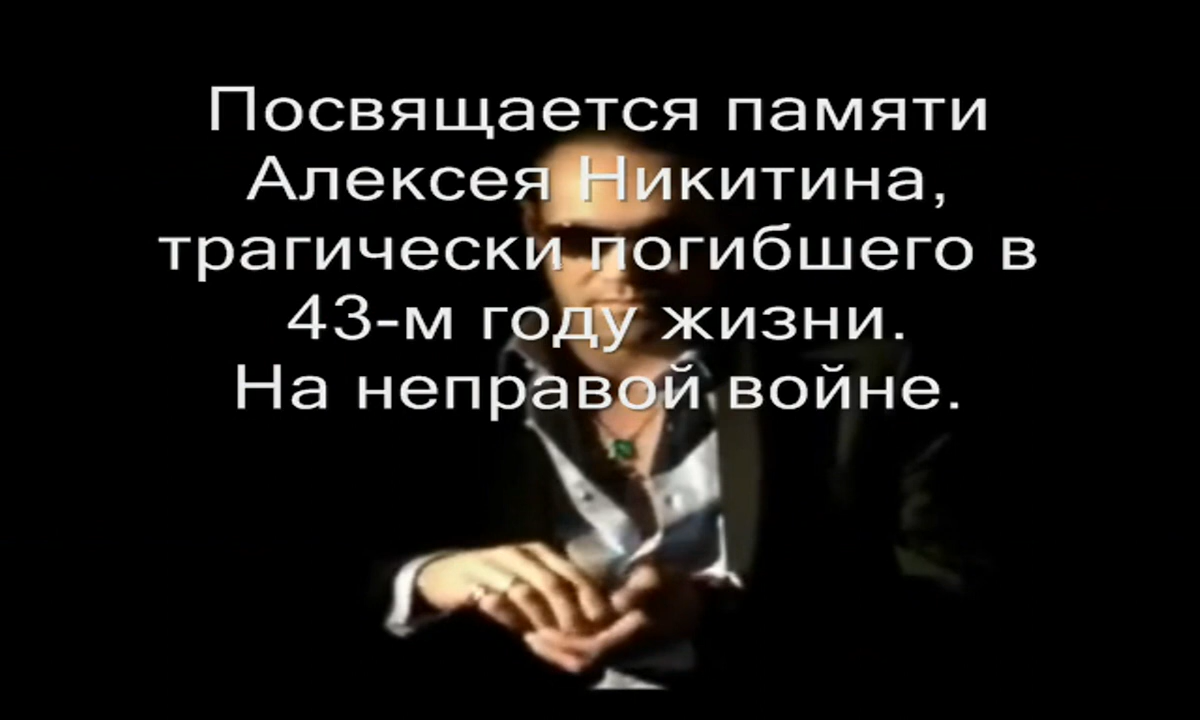 Посвящается памяти
Алексея Никитина,
трагически погибшего в
43-м году жизни.
На неправой войне.